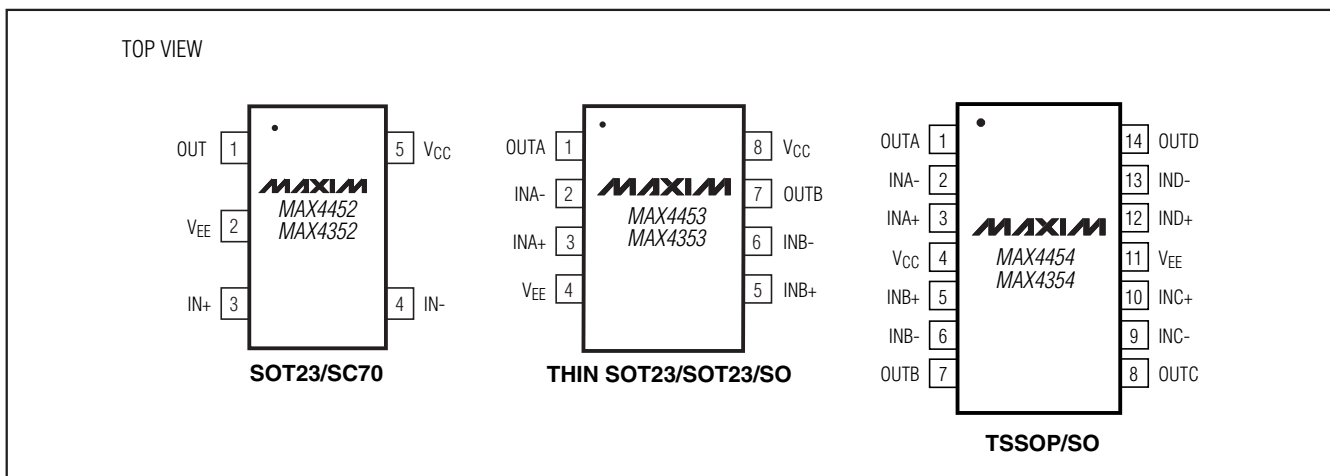 TOP VIEW
OUT 1
VEE 2
IN+ 3
5 VCC
4 IN-
MAXIM
MAX4452
MAX4352
SOT23/SC70
OUTA 1
INA- 2
INA+ 3
VEE 4
8 VCC
7 OUTB
6 INB-
5 INB+
MAXIM
MAX4453
MAX4353
THIN SOT23/SOT23/SO
OUTA 1
INA- 2
INA+ 3
VCC 4
INB+ 5
INB- 6
OUTB 7
14 OUTD
13 IND-
12 IND+
11 VEE
10 INC+
9 INC-
8 OUTC
MAXIM
MAX4454
MAX4354
TSSOP/SO